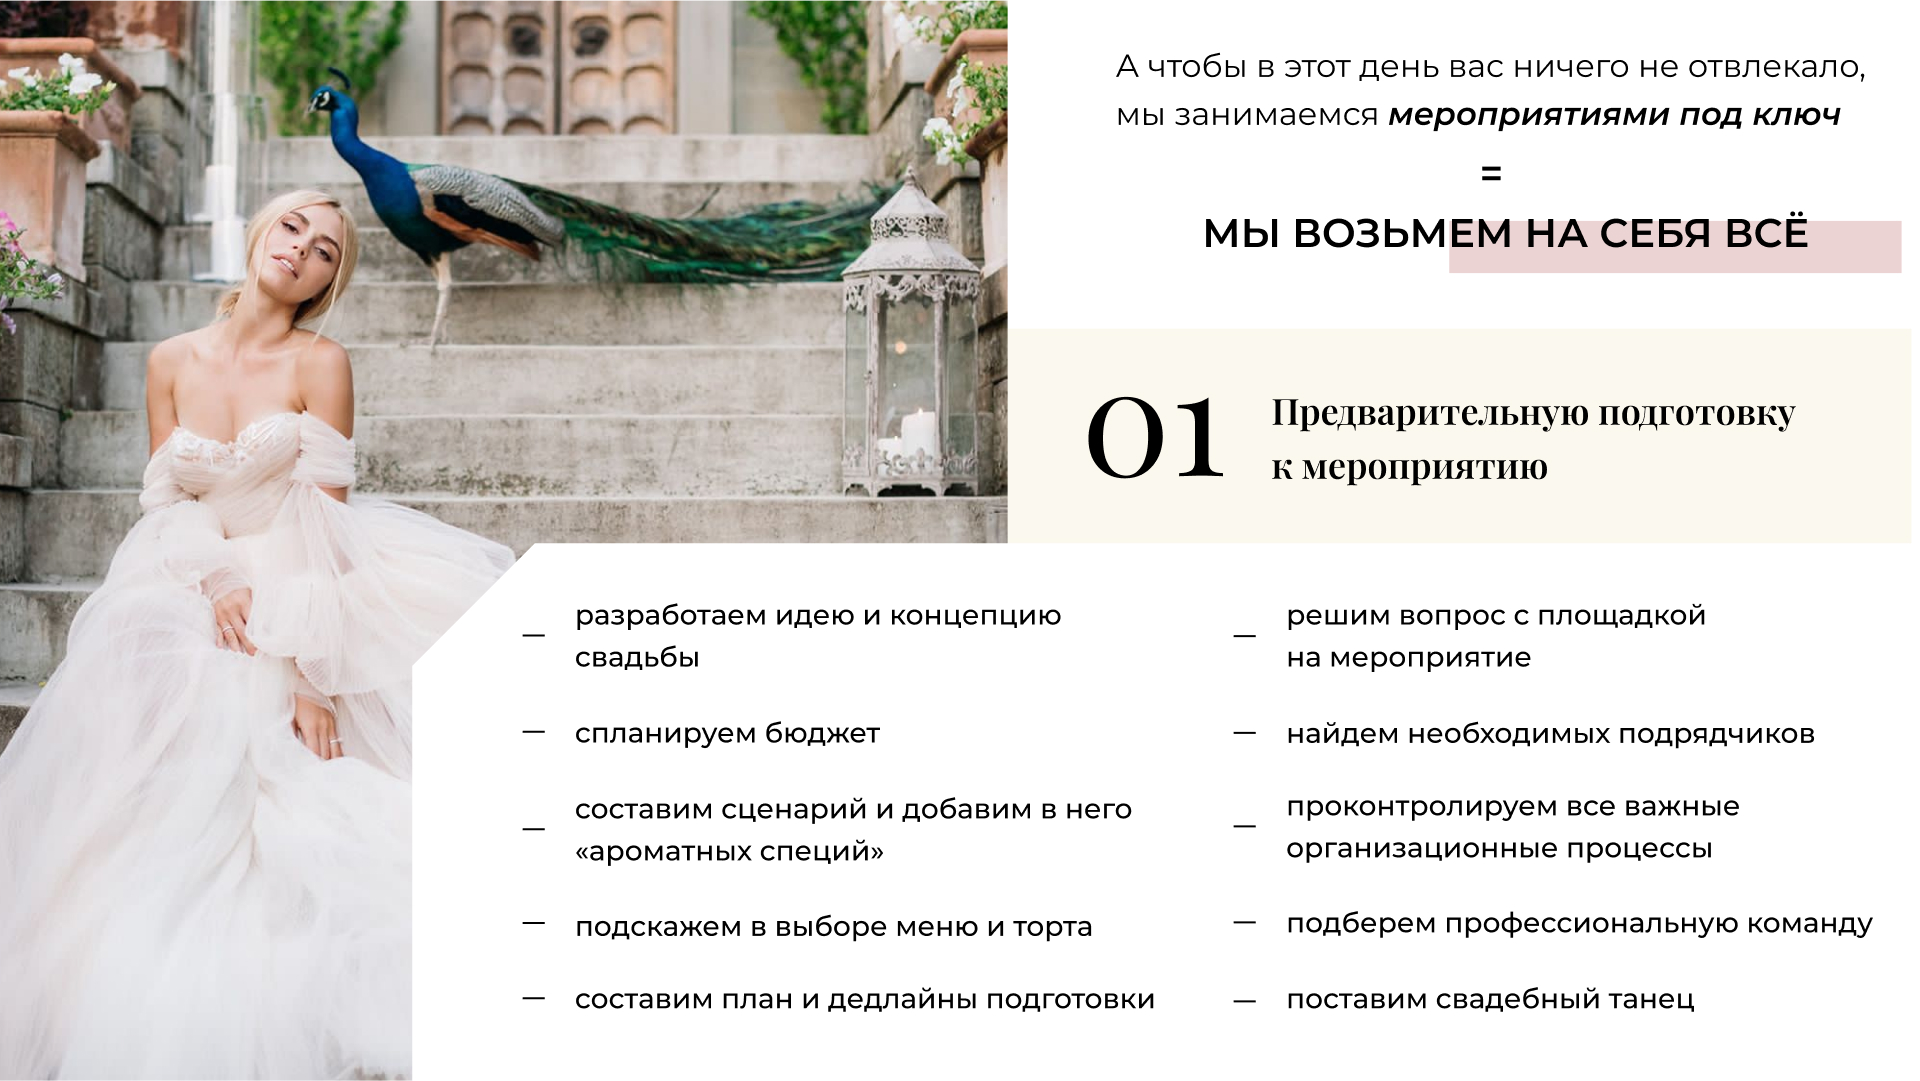 А чтобы в этот день вас ничего не отвлекало,
мы занимаемся мероприятиями под ключ
=
МЫ ВОЗЬМЕМ НА СЕБЯ ВСЁ
01
Предварительную подготовку
к мероприятию
— разработаем идею и концепцию
свадьбы
— спланируем бюджет
— составим сценарий и добавим в него
«ароматных специй»
— подскажем в выборе меню и торта
— составим план и дедлайны подготовки
— решим вопрос с площадкой
на мероприятие
— найдем необходимых подрядчиков
— проконтролируем все важные
организационные процессы
— подберем профессиональную команду
— поставим свадебный танец